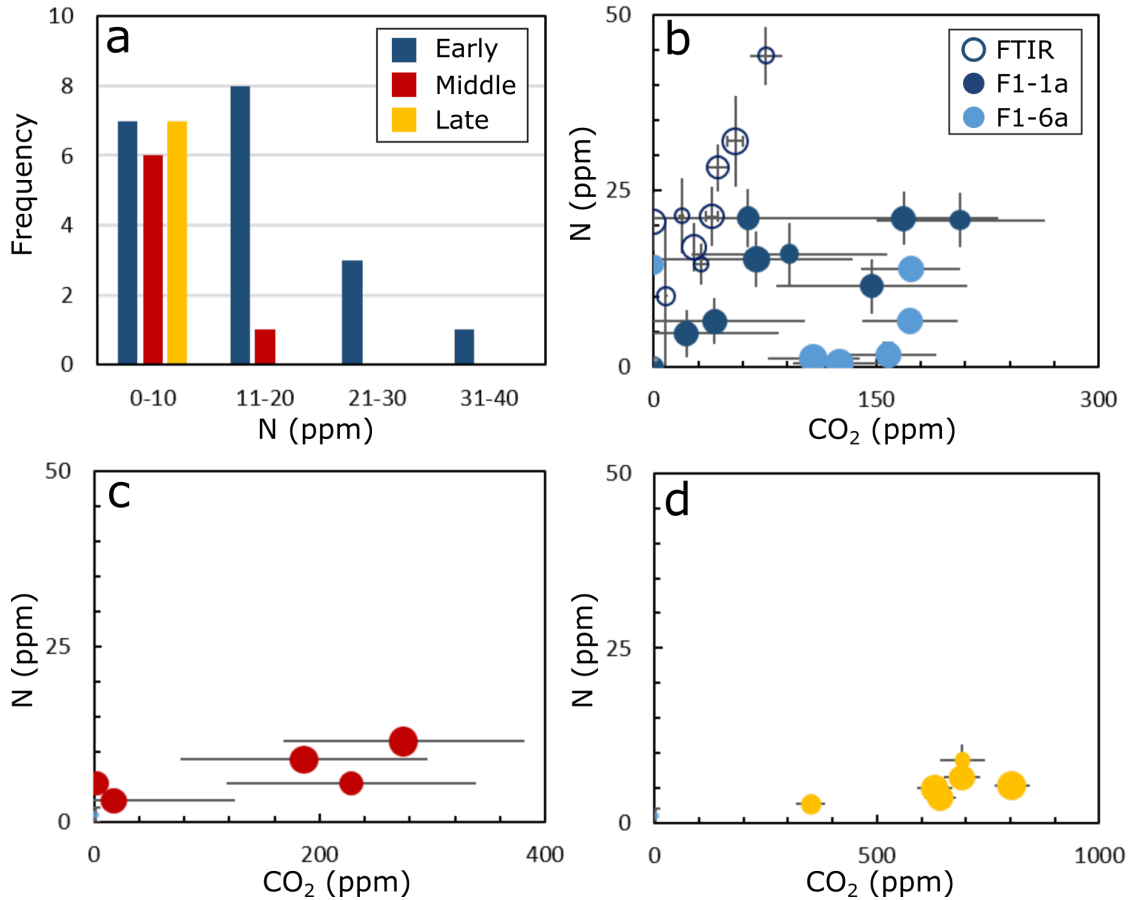 a
Early
Middle
Late
Frequency
10
8
6
4
2
0
0-10 11-20 21-30 31-40
N (ppm)
b
FTIR
F1-1a
F1-6a
N (ppm)
50
25
0
0 150 300
CO₂ (ppm)
c
N (ppm)
50
25
0
0 200 400
CO₂ (ppm)
d
N (ppm)
50
25
0
0 500 1000
CO₂ (ppm)